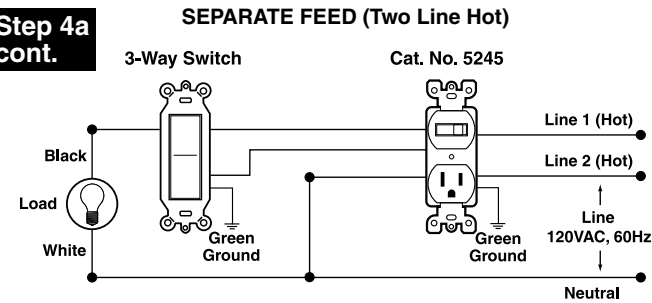 Step 4a
cont.
SEPARATE FEED (Two Line Hot)
3-Way Switch
Cat. No. 5245
Line 1 (Hot)
Black
Line 2 (Hot)
Load
Line
120VAC, 60Hz
White
Green
Ground
Green
Ground
Neutral